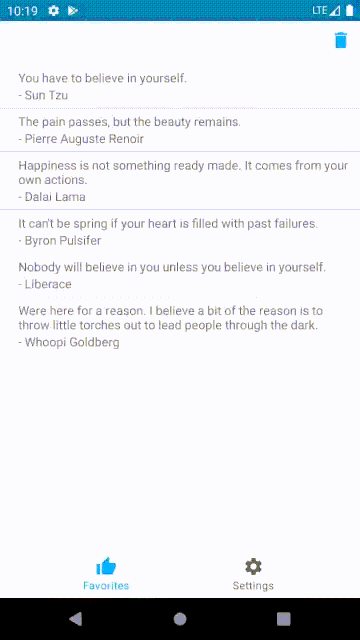 10:19
LTE
You have to believe in yourself.
- Sun Tzu
The pain passes, but the beauty remains.
- Pierre Auguste Renoir
Happiness is not something ready made. It comes from your
own actions.
- Dalai Lama
It can't be spring if your heart is filled with past failures.
- Byron Pulsifer
Nobody will believe in you unless you believe in yourself.
- Liberace
Were here for a reason. I believe a bit of the reason is to
throw little torches out to lead people through the dark.
- Whoopi Goldberg
Favorites
Settings